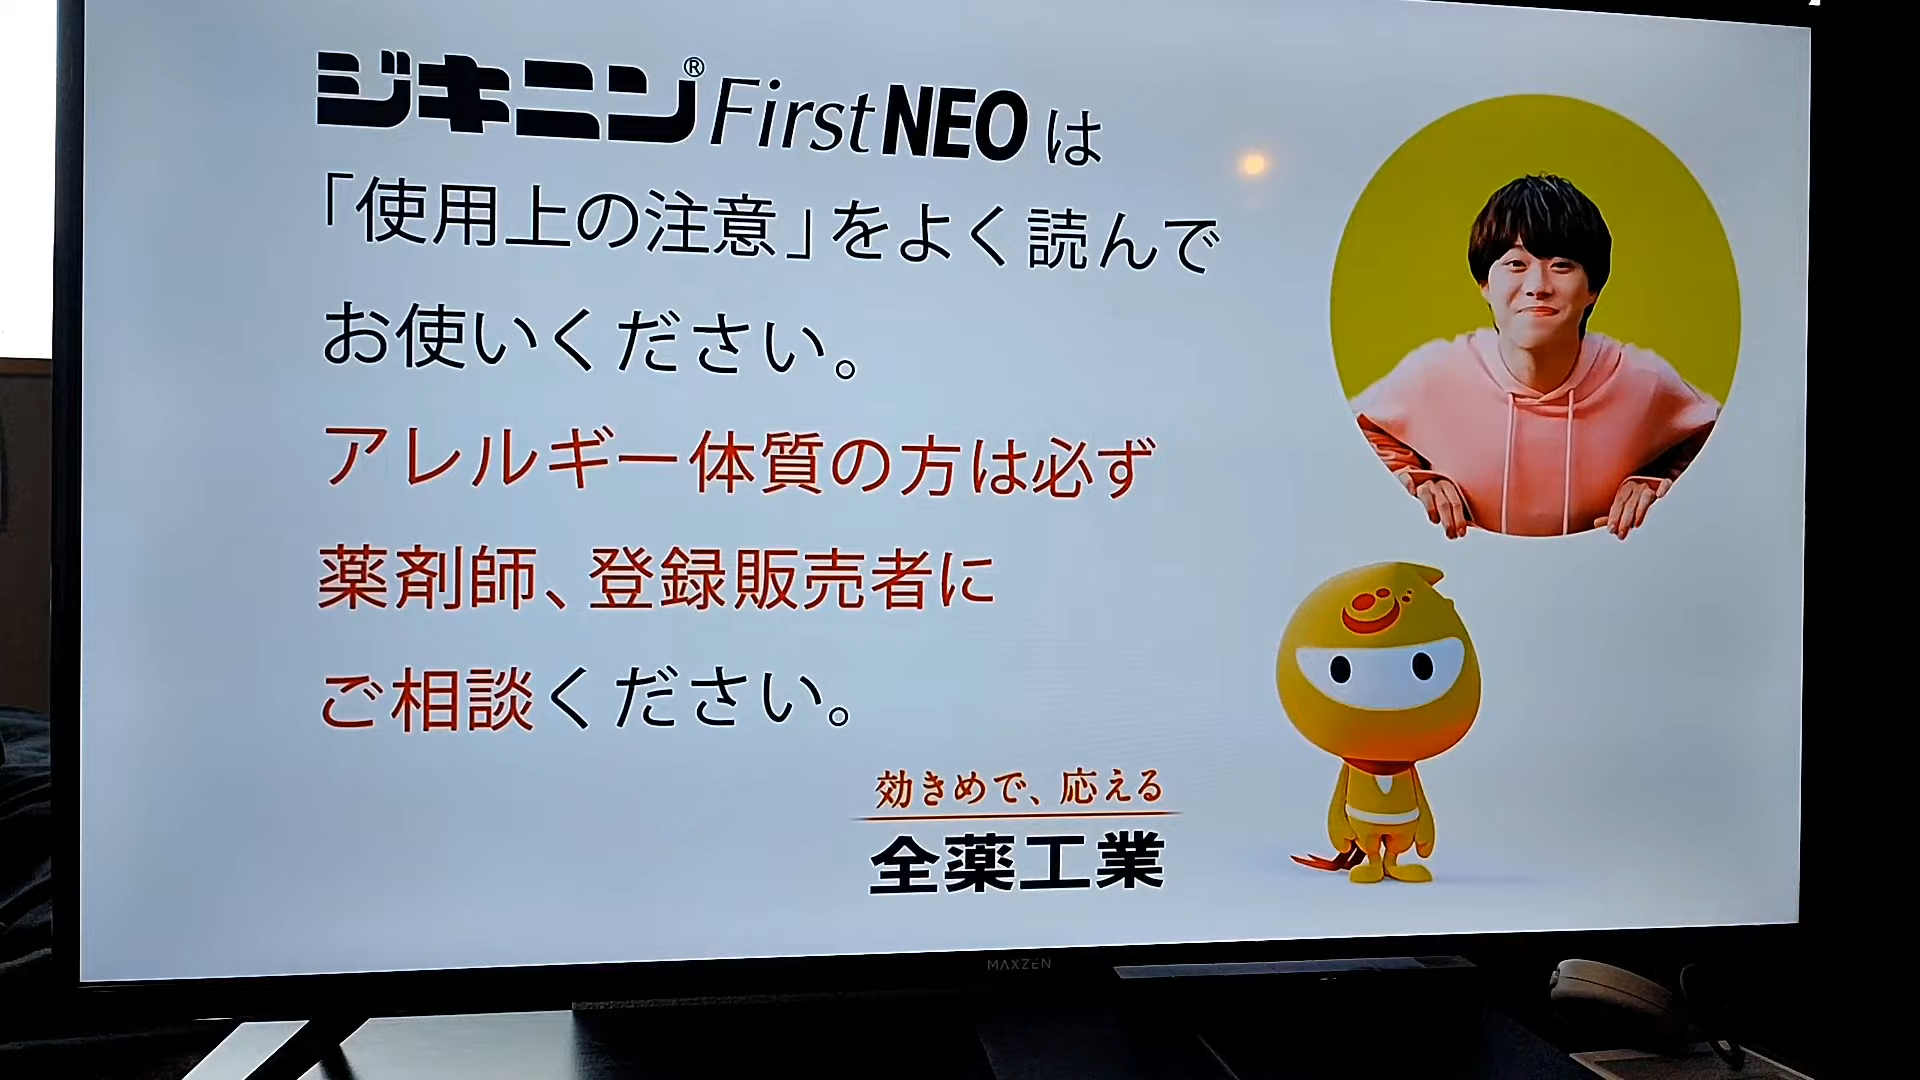 ジキニン® First NEO は
「使用上の注意」をよく読んで
お使いください。
アレルギー体質の方は必ず
薬剤師、登録販売者に
ご相談ください。
効きめで、応える
全薬工業
MAXZEN